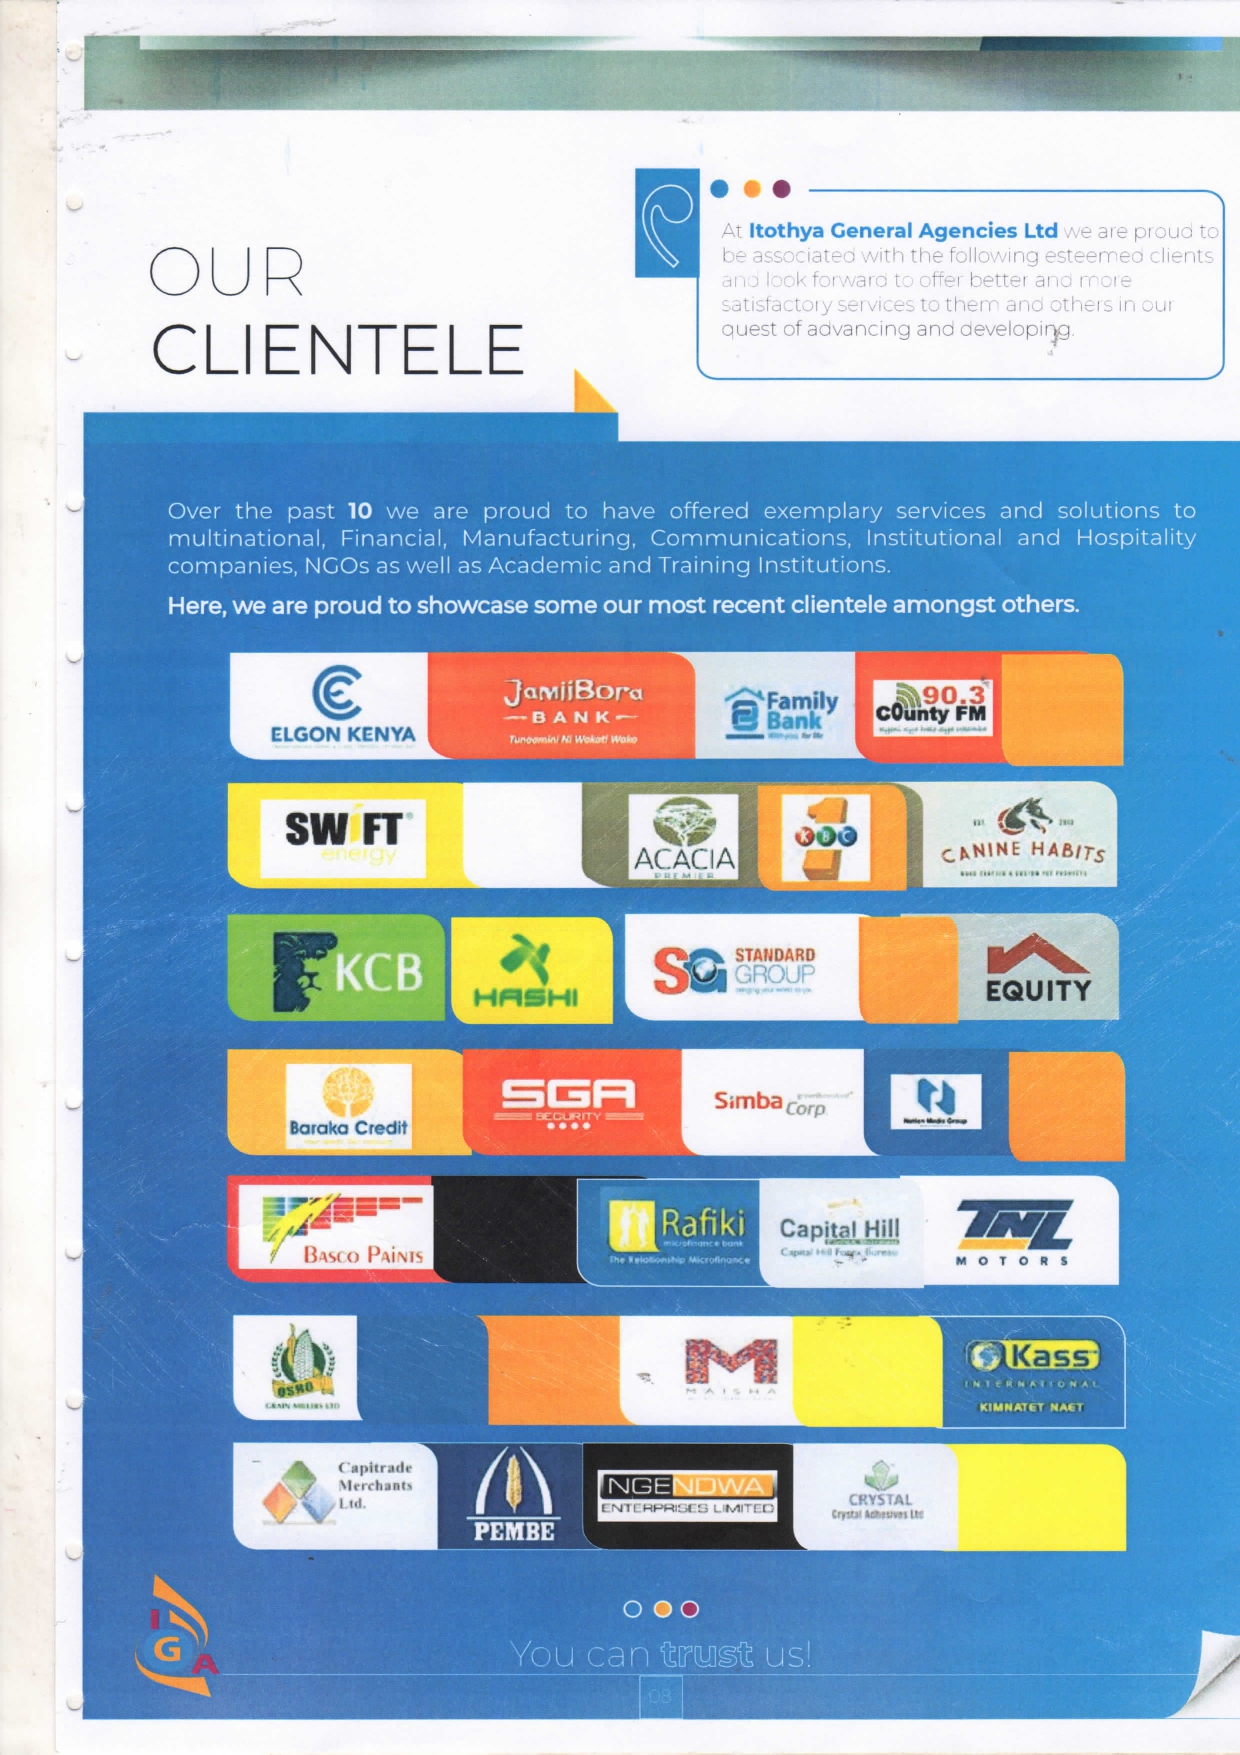 OUR
CLIENTELE
At Itothya General Agencies Ltd we are proud to
be associated with the following esteemed clients
and look forward to offer better and more
satisfactory services to them and others in our
quest of advancing and developing.
Over the past 10 we are proud to have offered exemplary services and solutions to
multinational, Financial, Manufacturing, Communications, Institutional and Hospitality
companies, NGOs as well as Academic and Training Institutions.
Here, we are proud to showcase some our most recent clientele amongst others.
ELGON KENYA
JamiiBora
BANK
Tunaamini Ni Wakati Wako
Family
Bank
With you, for life
90.3
County FM
SWiFT
energy
ACACIA
PREMIER
1
KBC
EST. 2010
CANINE HABITS
KCB
HASHI
SG STANDARD
GROUP
EQUITY
Baraka Credit
SGA
SECURITY
Simba
Corp
Nation Media Group
BASCO PAINTS
Rafiki
microfinance bank
The Relationship Microfinance
Capital Hill
Capital Hill Forex Bureau
TNL
MOTORS
OSHO
GRAIN MILLERS LTD
M
MAISHA
Kass
INTERNATIONAL
KIMNATET NAET
Capitrade
Merchants
Ltd.
PEMBE
NGENDWA
ENTERPRISES LIMITED
CRYSTAL
Crystal Adhesives Ltd
IGA
You can trust us!
08